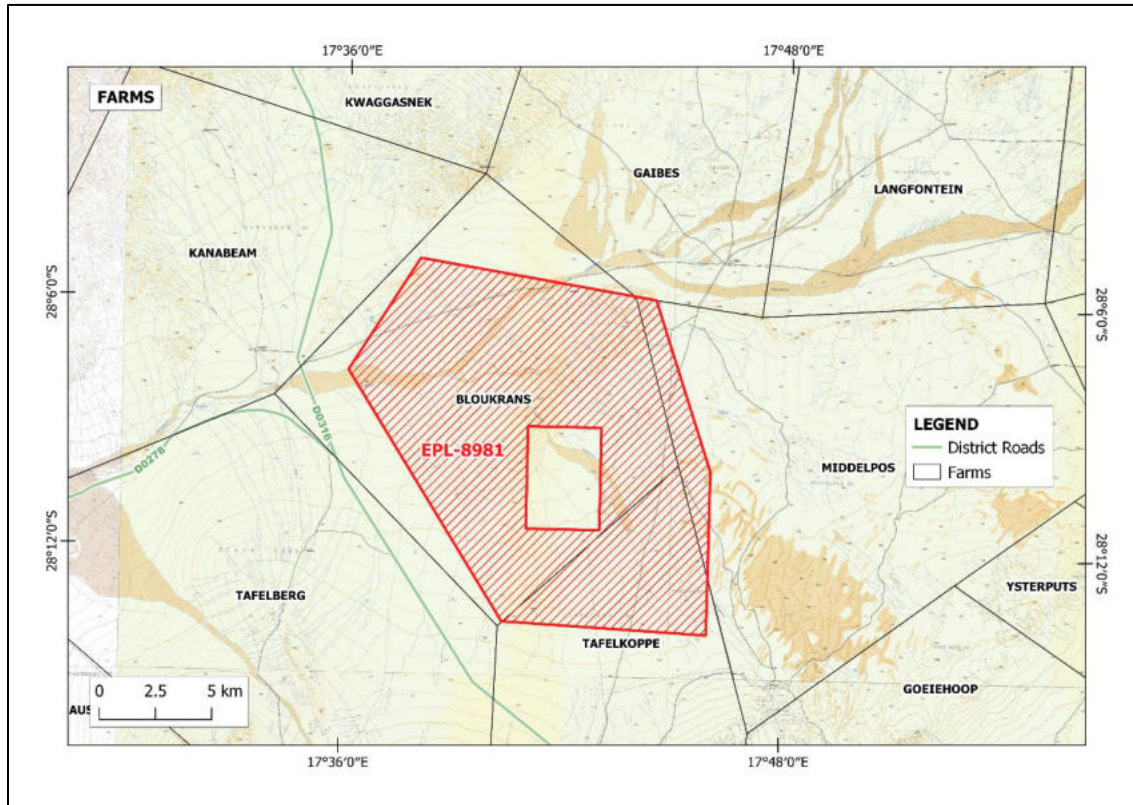 17°36'0"E
17°48'0"E
FARMS
KWAGGASNEK
GAIBES
LANGFONTEIN
KANABEAM
28°6'0"S
28°6'0"S
BLOUKRANS
LEGEND
District Roads
Farms
D0316
D0278
EPL-8981
MIDDELPOS
28°12'0"S
28°12'0"S
YSTERPUTS
TAFELBERG
TAFELKOPPE
GOEIEHOOP
AUS
0 2.5 5 km
17°36'0"E
17°48'0"E